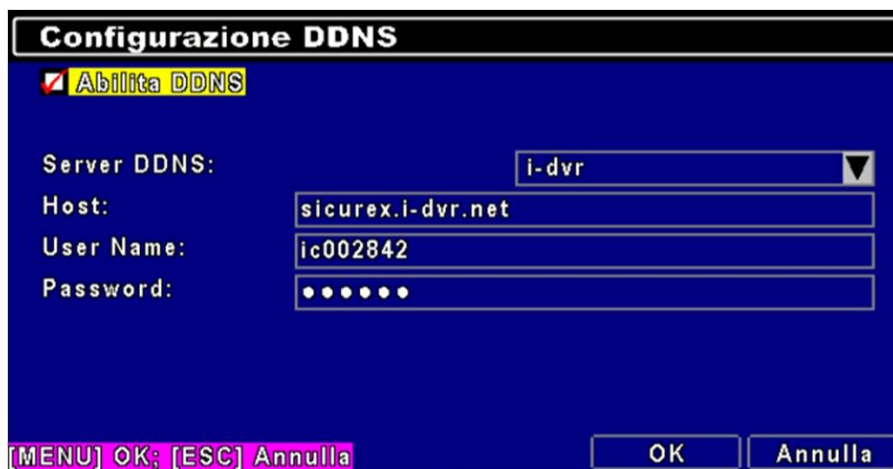 Configurazione DDNS
Abilita DDNS
Server DDNS: i-dvr
Host: sicurex.i-dvr.net
User Name: ic002842
Password: ••••••
[MENU] OK; [ESC] Annulla OK Annulla